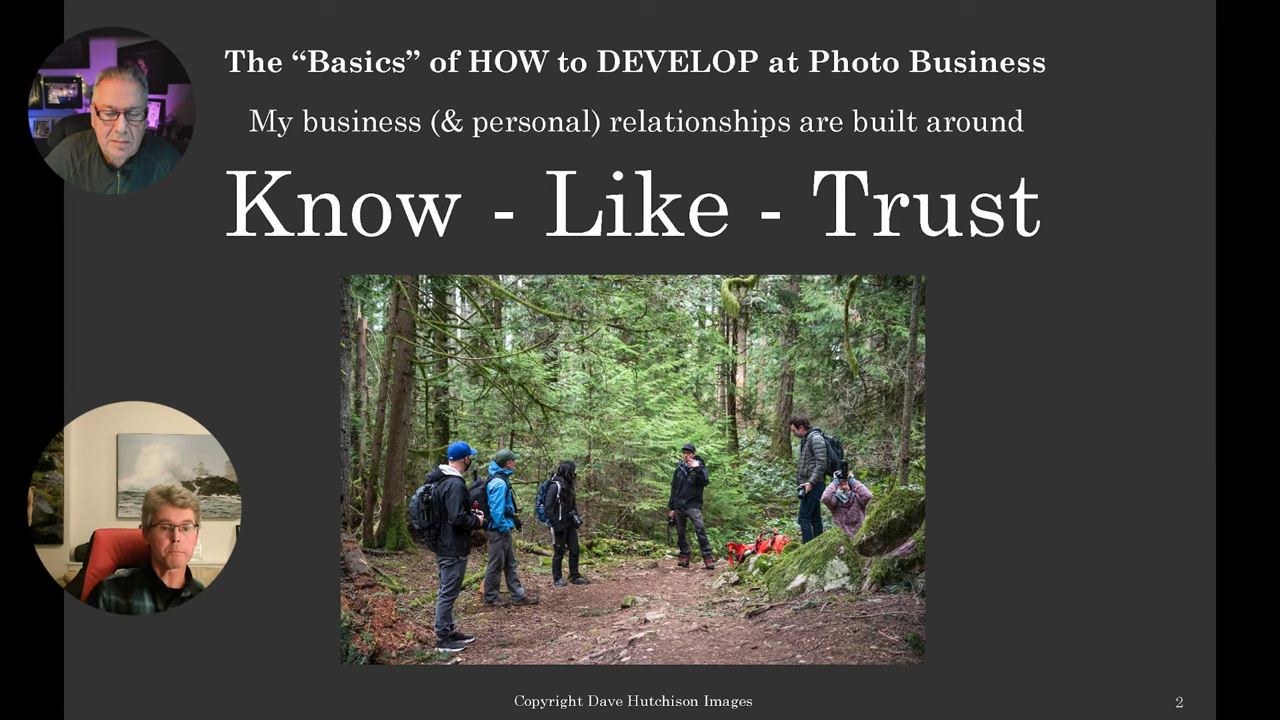 The “Basics” of HOW to DEVELOP at Photo Business
My business (& personal) relationships are built around
Know - Like - Trust
Copyright Dave Hutchison Images
2